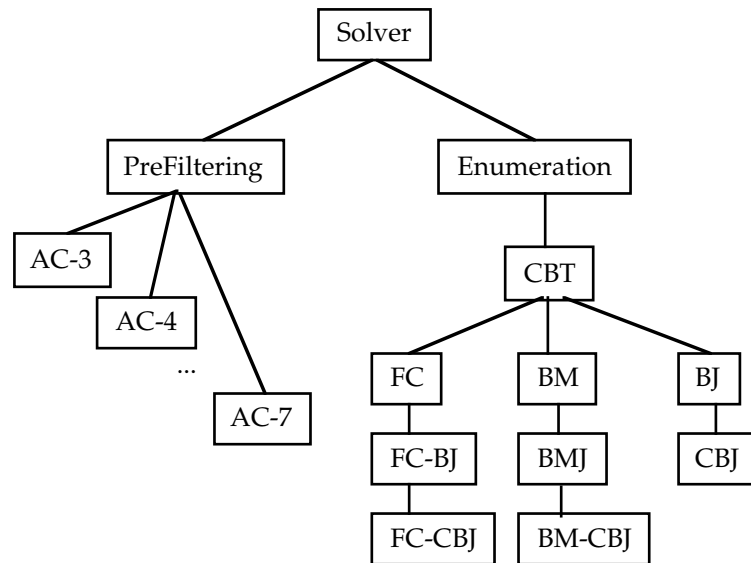 Solver
PreFiltering
Enumeration
AC-3
CBT
AC-4
...
FC
BM
BJ
AC-7
FC-BJ
BMJ
CBJ
FC-CBJ
BM-CBJ